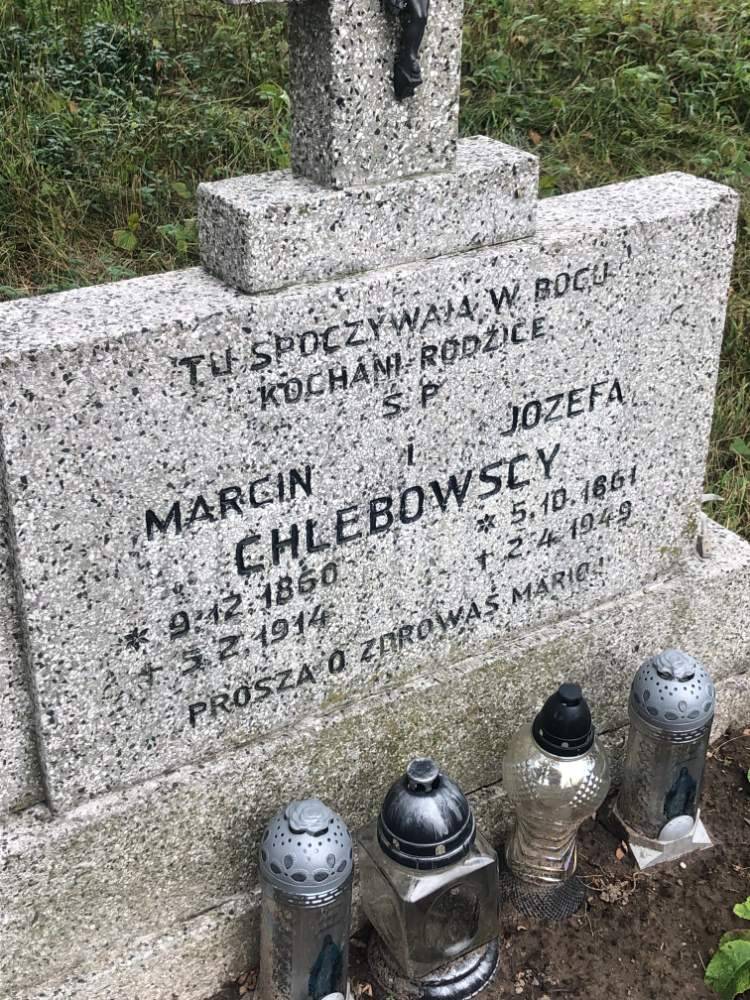 TU SPOCZYWAJĄ W BOGU
KOCHANI RODZICE
Ś. P.
MARCIN I JÓZEFA
CHLEBOWSCY
* 9.12.1860 * 5.10.1861
+ 5.2.1914 + 2.4.1949
PROSZĄ O ZDROWAŚ MARIO!